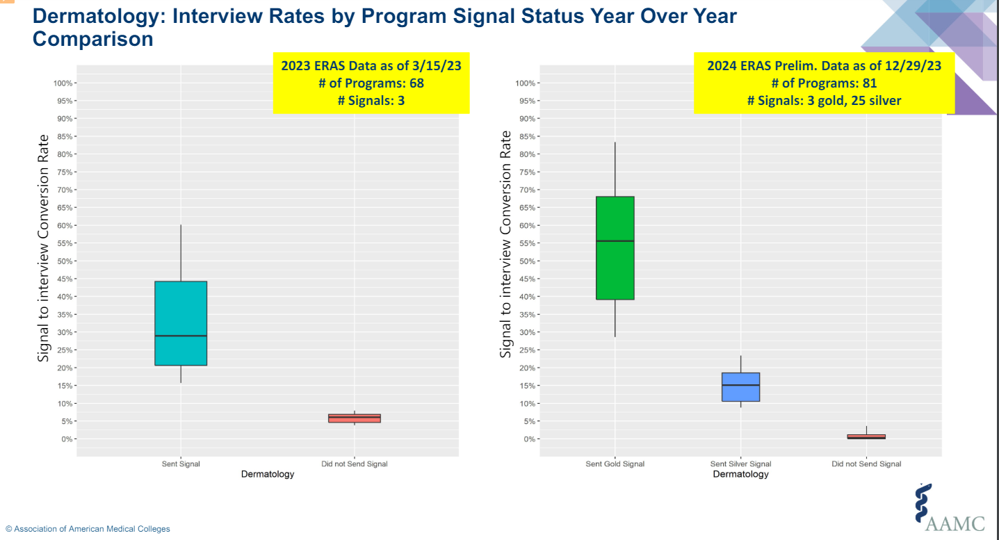 Dermatology: Interview Rates by Program Signal Status Year Over Year
Comparison
2023 ERAS Data as of 3/15/23
# of Programs: 68
# Signals: 3
Signal to interview Conversion Rate
100%
95%
90%
85%
80%
75%
70%
65%
60%
55%
50%
45%
40%
35%
30%
25%
20%
15%
10%
5%
0%
Sent Signal
Did not Send Signal
Dermatology
2024 ERAS Prelim. Data as of 12/29/23
# of Programs: 81
# Signals: 3 gold, 25 silver
Signal to interview Conversion Rate
100%
95%
90%
85%
80%
75%
70%
65%
60%
55%
50%
45%
40%
35%
30%
25%
20%
15%
10%
5%
0%
Sent Gold Signal
Sent Silver Signal
Did not Send Signal
Dermatology
© Association of American Medical Colleges
AAMC